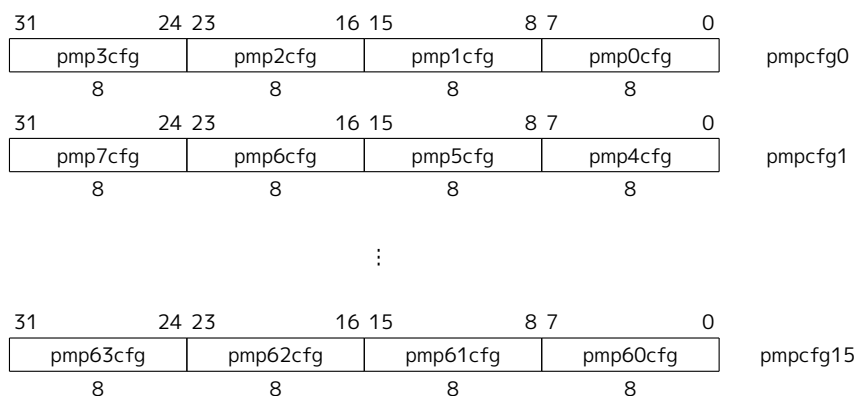 31 24 23 16 15 8 7 0
pmp3cfg pmp2cfg pmp1cfg pmp0cfg pmpcfg0
8 8 8 8
31 24 23 16 15 8 7 0
pmp7cfg pmp6cfg pmp5cfg pmp4cfg pmpcfg1
8 8 8 8
⋮
31 24 23 16 15 8 7 0
pmp63cfg pmp62cfg pmp61cfg pmp60cfg pmpcfg15
8 8 8 8